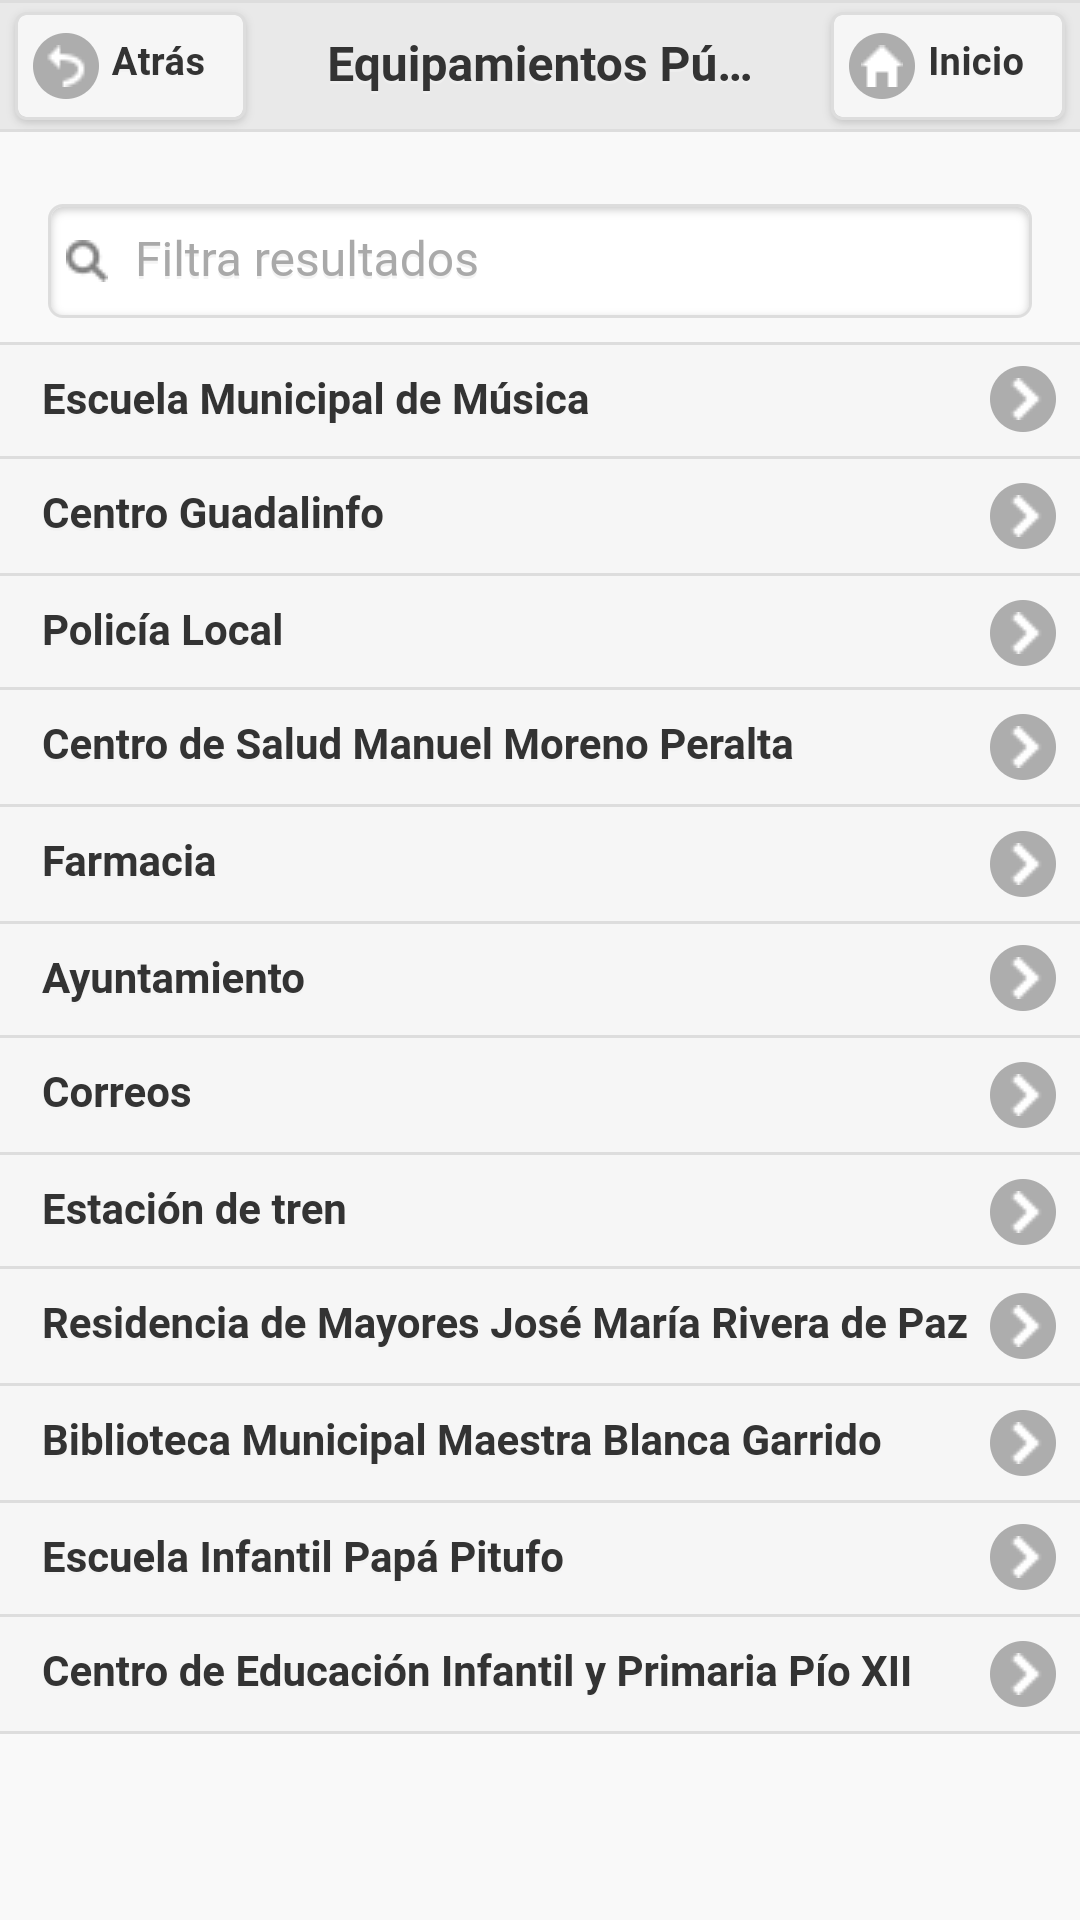 Atrás
Equipamientos Pú...
Inicio
Filtra resultados
Escuela Municipal de Música
Centro Guadalinfo
Policía Local
Centro de Salud Manuel Moreno Peralta
Farmacia
Ayuntamiento
Correos
Estación de tren
Residencia de Mayores José María Rivera de Paz
Biblioteca Municipal Maestra Blanca Garrido
Escuela Infantil Papá Pitufo
Centro de Educación Infantil y Primaria Pío XII